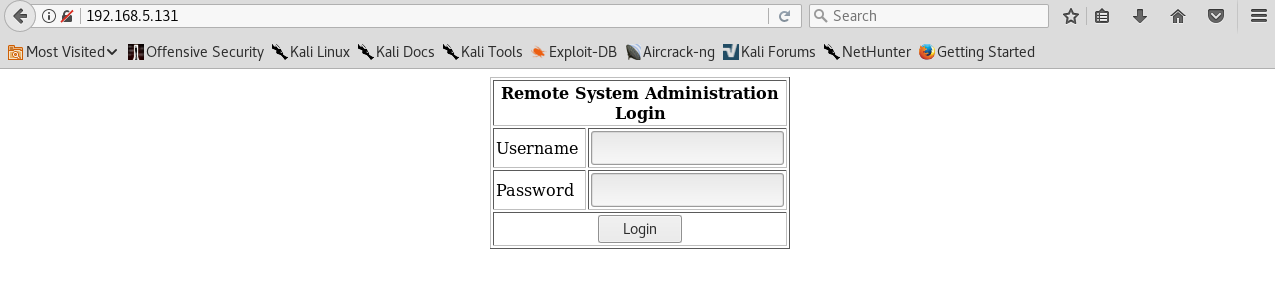 192.168.5.131 Search
Most Visited Offensive Security Kali Linux Kali Docs Kali Tools Exploit-DB Aircrack-ng Kali Forums NetHunter Getting Started
Remote System Administration
Login
Username
Password
Login